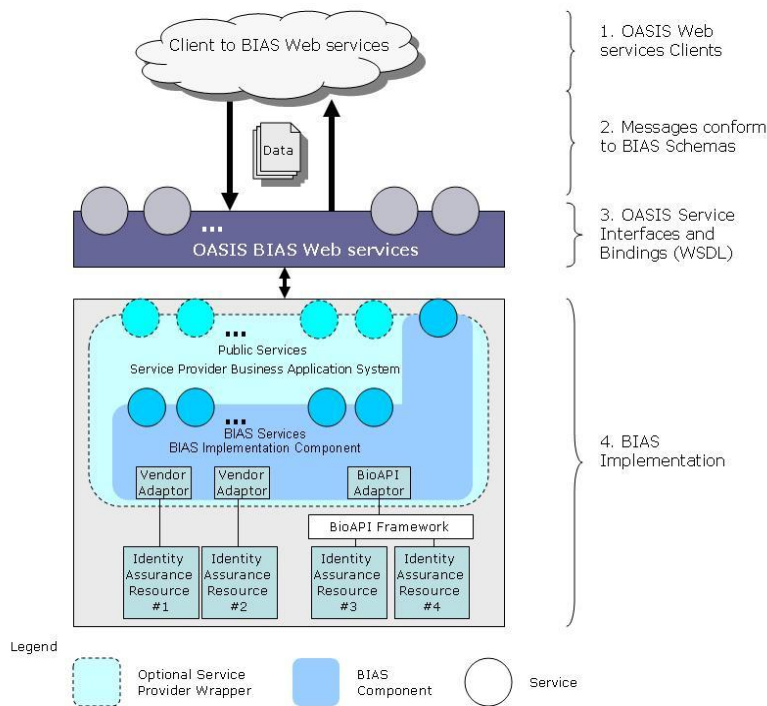 Client to BIAS Web services
1. OASIS Web
services Clients
Data
2. Messages conform
to BIAS Schemas
...
OASIS BIAS Web services
3. OASIS Service
Interfaces and
Bindings (WSDL)
...
Public Services
Service Provider Business Application System
...
BIAS Services
BIAS Implementation Component
4. BIAS
Implementation
Vendor
Adaptor
Vendor
Adaptor
BioAPI
Adaptor
BioAPI Framework
Identity
Assurance
Resource
#1
Identity
Assurance
Resource
#2
Identity
Assurance
Resource
#3
Identity
Assurance
Resource
#4
Legend
Optional Service
Provider Wrapper
BIAS
Component
Service